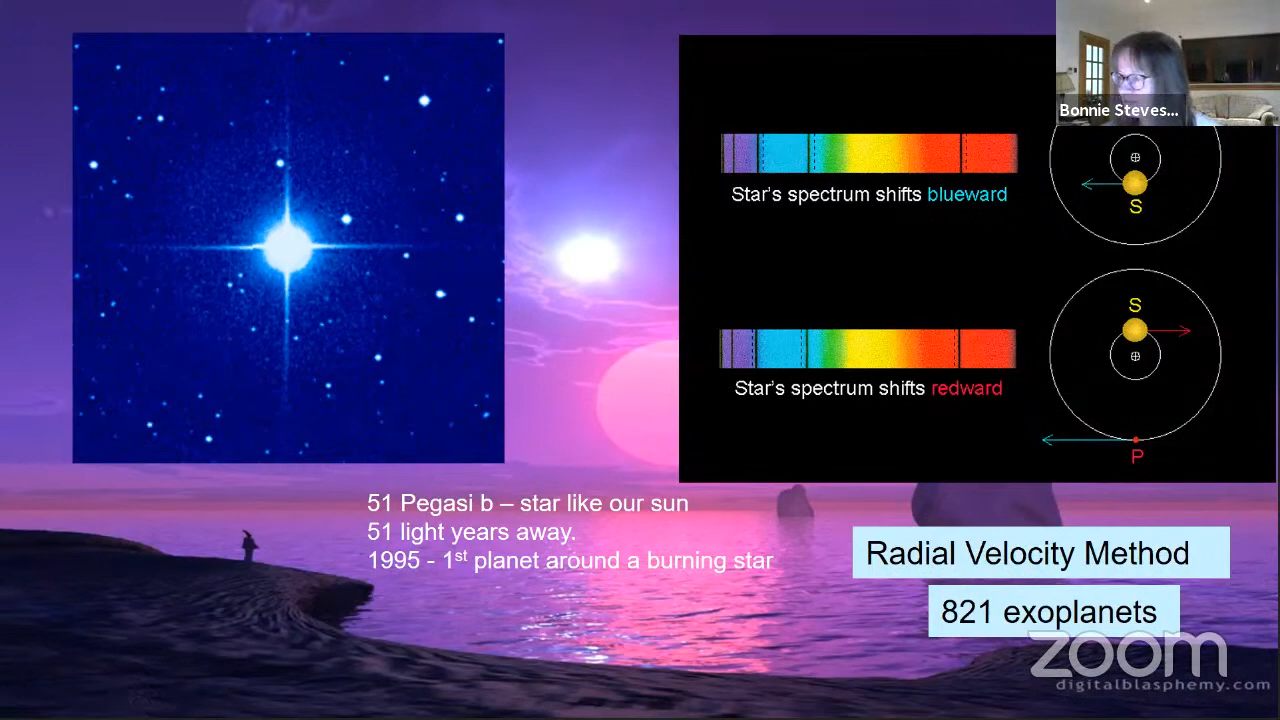 Bonnie Steves...
Star's spectrum shifts blueward
S
S
Star's spectrum shifts redward
P
51 Pegasi b – star like our sun
51 light years away.
1995 - 1st planet around a burning star
Radial Velocity Method
821 exoplanets
zoom
digitalblasphemy.com